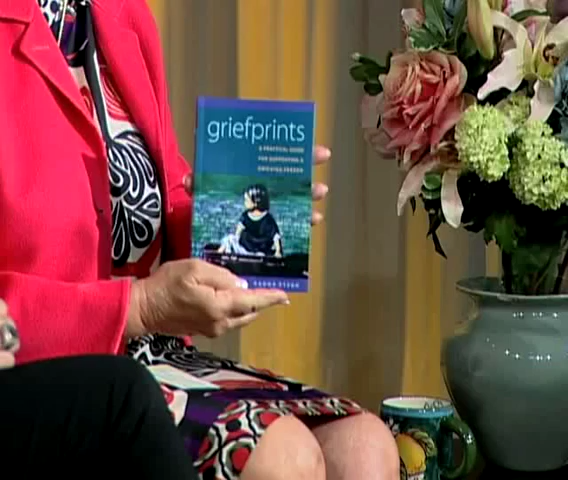 griefprints
A PRACTICAL GUIDE
FOR SUPPORTING A
GRIEVING PERSON